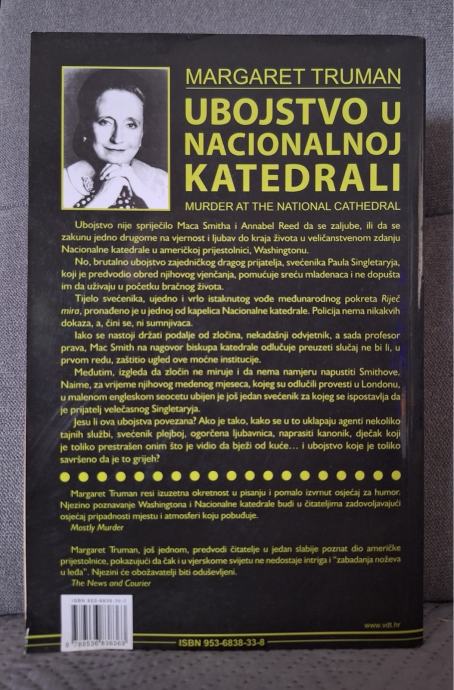 MARGARET TRUMAN
UBOJSTVO U
NACIONALNOJ
KATEDRALI
MURDER AT THE NATIONAL CATHEDRAL
Ubojstvo nije spriječilo Maca Smitha i Annabel Reed da se zaljube, ili da se
zakunu jedno drugome na vjernost i ljubav do kraja života u veličanstvenom zdanju
Nacionalne katedrale u američkoj prijestolnici, Washingtonu.
No, brutalno ubojstvo zajedničkog dragog prijatelja, svećenika Paula Singletaryja,
koji je predvodio obred njihovog vjenčanja, pomućuje sreću mladenaca i ne dopušta
im da uživaju u početku bračnog života.
Tijelo svećenika, ujedno i vrlo istaknutog vođe međunarodnog pokreta Riječ
mira, pronađeno je u jednoj od kapelica Nacionalne katedrale. Policija nema nikakvih
dokaza, a, čini se, ni sumnjivaca.
Iako se nastoji držati podalje od zločina, nekadašnji odvjetnik, a sada profesor
prava, Mac Smith na nagovor biskupa katedrale odlučuje preuzeti slučaj ne bi li, u
prvom redu, zaštitio ugled ove moćne institucije.
Međutim, izgleda da zločin ne miruje i da nema namjeru napustiti Smithove.
Naime, za vrijeme njihovog medenog mjeseca, kojeg su odlučili provesti u Londonu,
u malenom engleskom seocetu ubijen je još jedan svećenik za kojeg se ispostavlja da
je prijatelj velečasnog Singletaryja.
Jesu li ova ubojstva povezana? Ako je tako, kako se u to uklapaju agenti nekoliko
tajnih službi, svećenik plejboj, ogorčena ljubavnica, naprasiti kanonik, dječak koji
je toliko prestrašen onim što je vidio da bježi od kuće... i ubojstvo koje je toliko
savršeno da je to grijeh?
Margaret Truman resi izuzetna okretnost u pisanju i pomalo izvrnut osjećaj za humor.
Njezino poznavanje Washingtona i Nacionalne katedrale budi u čitateljima zadovoljavajući
osjećaj pripadnosti mjestu i atmosferi koju pobuđuje.
Mostly Murder
Margaret Truman, još jednom, predvodi čitatelje u jedan slabije poznat dio američke
prijestolnice, pokazujući da čak i u vjerskome svijetu ne nedostaje intriga i "zabadanja noževa
u leđa". Njezini će obožavatelji biti oduševljeni.
The News and Courier
ISBN 953-6838-33-8
www.vdt.hr
ISBN 953-6838-33-8